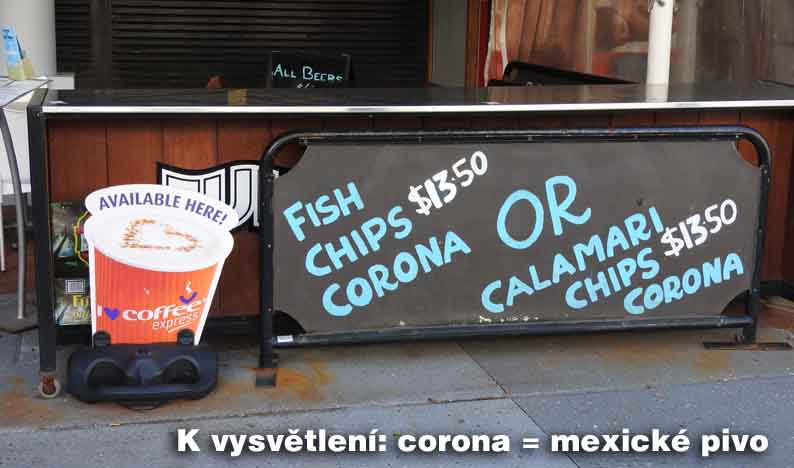 ALL BEERS
AVAILABLE HERE!
I coffee
express
FISH
CHIPS $13.50
CORONA
OR
CALAMARI
CHIPS $13.50
CORONA
K vysvětlení: corona = mexické pivo